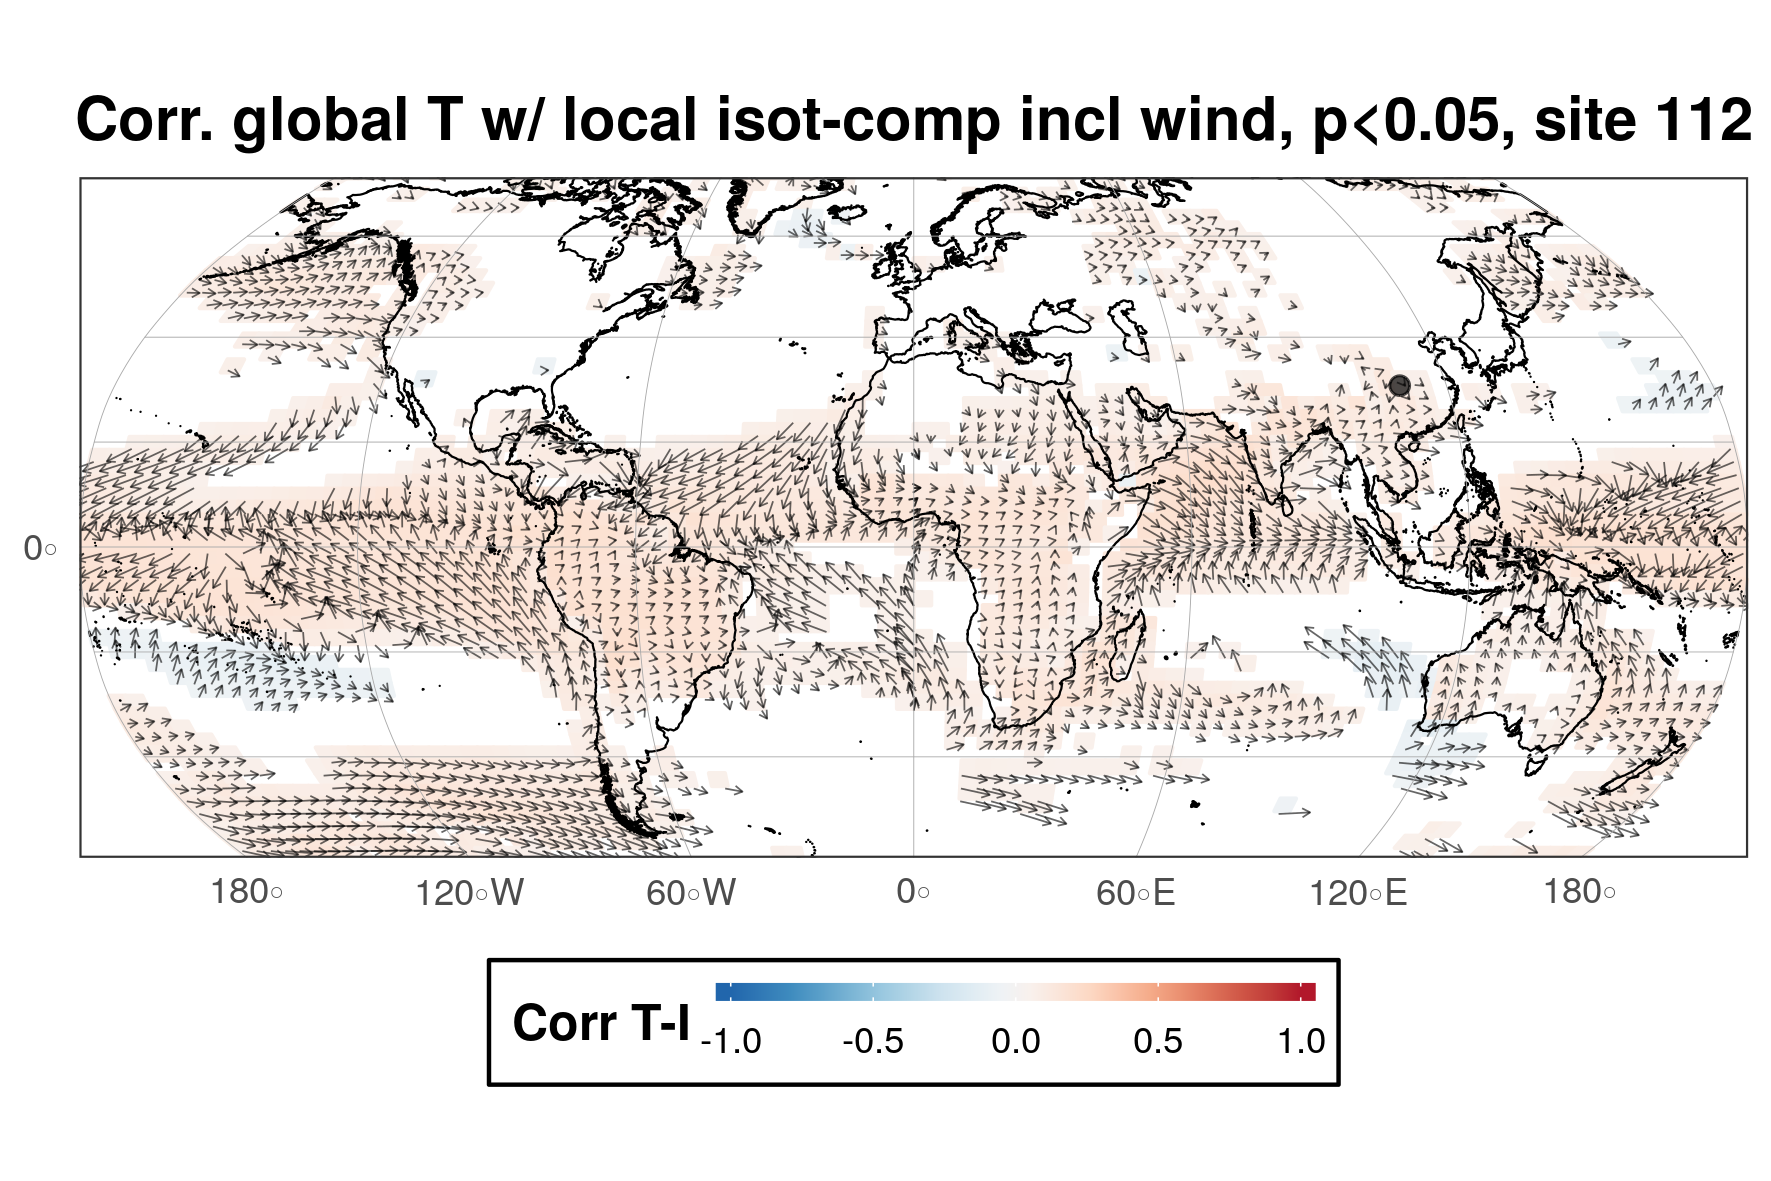 Corr. global T w/ local isot-comp incl wind, p<0.05, site 112
0°
180° 120°W 60°W 0° 60°E 120°E 180°
Corr T-I
-1.0 -0.5 0.0 0.5 1.0